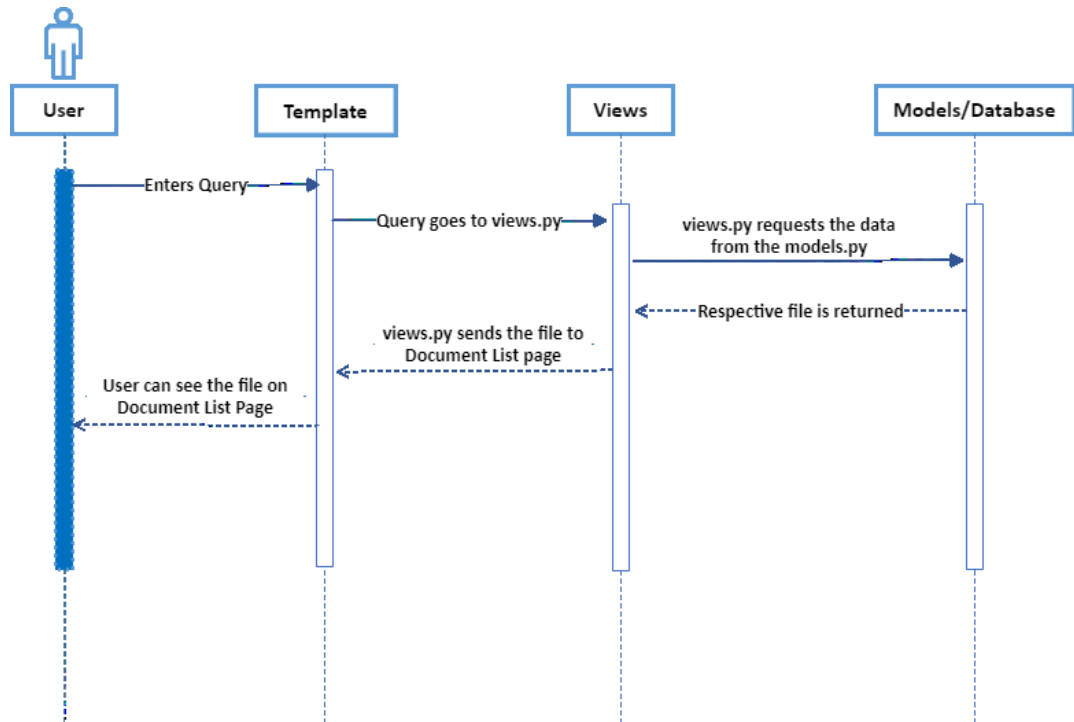 User
Template
Views
Models/Database
Enters Query
Query goes to views.py
views.py requests the data
from the models.py
Respective file is returned
views.py sends the file to
Document List page
User can see the file on
Document List Page